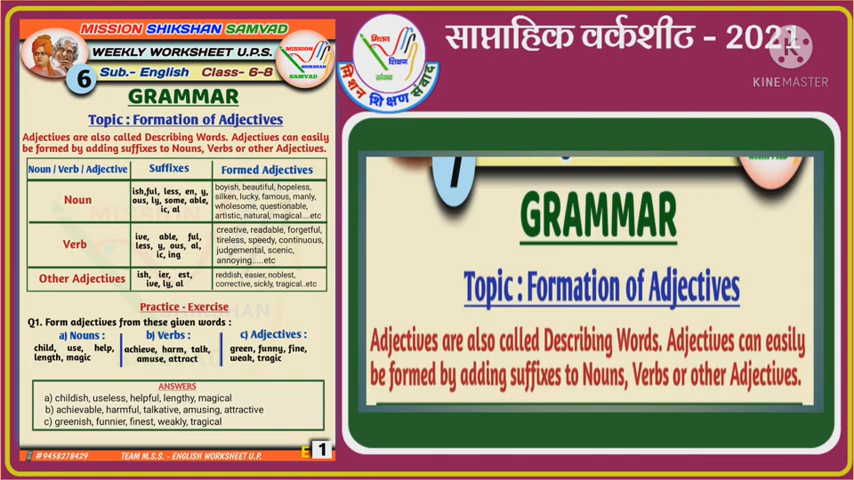 MISSION SHIKSHAN SAMVAD
WEEKLY WORKSHEET U.P.S.
6 Sub.- English Class- 6-8
MISSION
SHIKSHAN
SAMVAD
GRAMMAR
Topic : Formation of Adjectives
Adjectives are also called Describing Words. Adjectives can easily
be formed by adding suffixes to Nouns, Verbs or other Adjectives.
Noun / Verb / Adjective Suffixes Formed Adjectives
Noun
ish,ful, less, en, y,
ous, ly, some, able,
ic, al
boyish, beautiful, hopeless,
silken, lucky, famous, manly,
wholesome, questionable,
artistic, natural, magical....etc
Verb
ive, able, ful,
less, y, ous, al,
ic, ing
creative, readable, forgetful,
tireless, speedy, continuous,
judgemental, scenic,
annoying.....etc
Other Adjectives
ish, ier, est,
ive, ly, al
reddish, easier, noblest,
corrective, sickly, tragical..etc
Practice - Exercise
Q1. Form adjectives from these given words :
a) Nouns :
child, use, help,
length, magic
b) Verbs :
achieve, harm, talk,
amuse, attract
c) Adjectives :
green, funny, fine,
weak, tragic
ANSWERS
a) childish, useless, helpful, lengthy, magical
b) achievable, harmful, talkative, amusing, attractive
c) greenish, funnier, finest, weakly, tragical
#9458278429 TEAM M.S.S. - ENGLISH WORKSHEET U.P. E 1
मिशन
शिक्षण
संवाद
मिशन शिक्षण संवाद
साप्ताहिक वर्कशीट - 2021
KINEMASTER
GRAMMAR
Topic : Formation of Adjectives
Adjectives are also called Describing Words. Adjectives can easily
be formed by adding suffixes to Nouns, Verbs or other Adjectives.